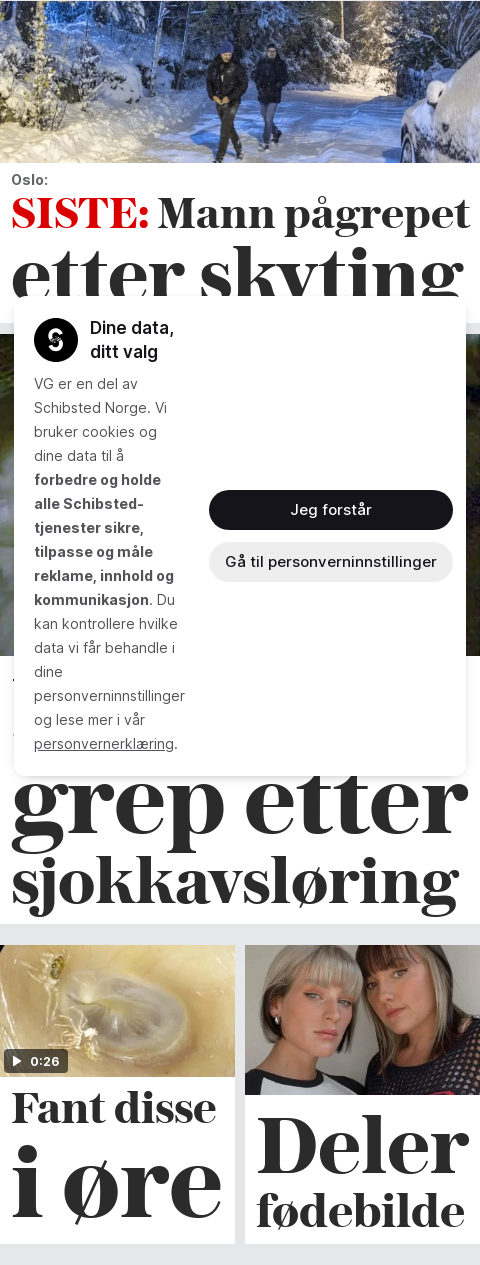 Oslo:
SISTE: Mann pågrepet
etter skyting
Dine data,
ditt valg
VG er en del av
Schibsted Norge. Vi
bruker cookies og
dine data til å
forbedre og holde
alle Schibsted-
tjenester sikre,
tilpasse og måle
reklame, innhold og
kommunikasjon. Du
kan kontrollere hvilke
data vi får behandle i
dine
personverninnstillinger
og lese mer i vår
personvernerklæring.
Jeg forstår
Gå til personverninnstillinger
grep etter
sjokkavsløring
0:26
Fant disse
i øre
Deler
fødebilde